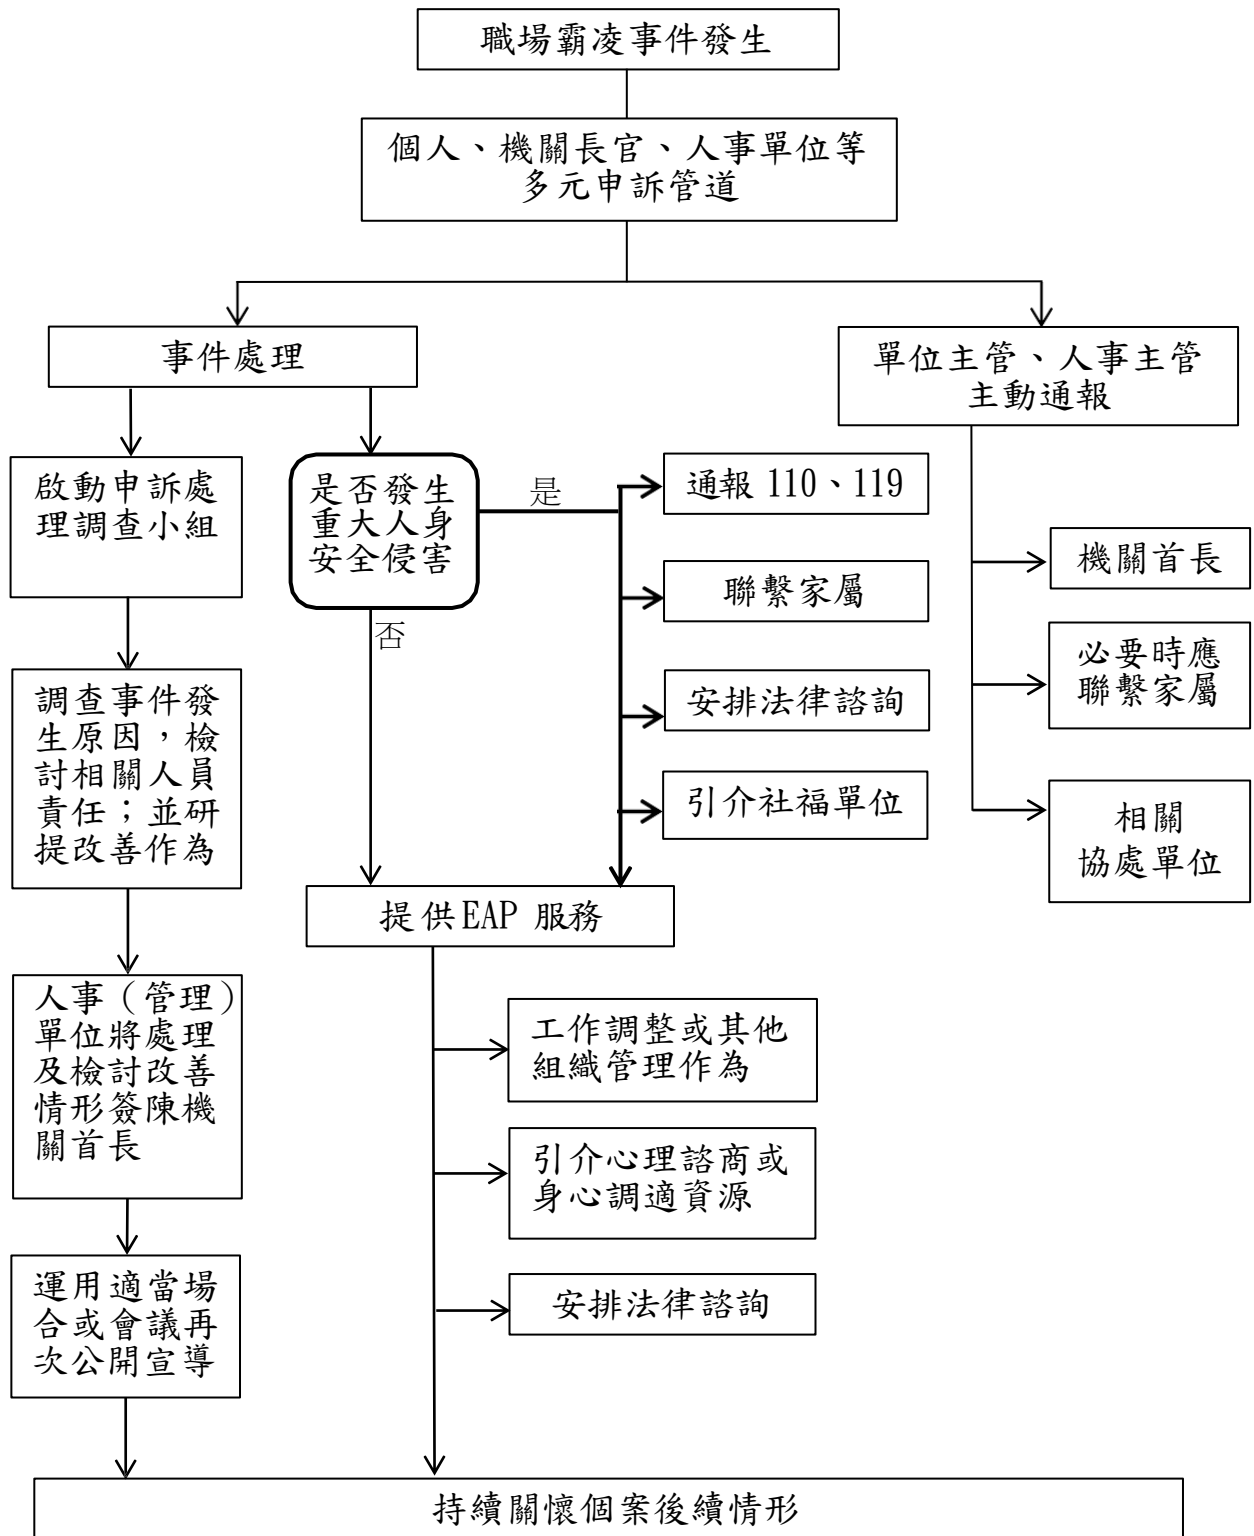 職場霸凌事件發生
個人、機關長官、人事單位等
多元申訴管道
事件處理
單位主管、人事主管
主動通報
啟動申訴處
理調查小組
是否發生
重大人身
安全侵害
是
否
通報 110、119
聯繫家屬
安排法律諮詢
引介社福單位
機關首長
必要時應
聯繫家屬
相關
協處單位
調查事件發
生原因，檢
討相關人員
責任；並研
提改善作為
提供EAP 服務
人事（管理）
單位將處理
及檢討改善
情形簽陳機
關首長
工作調整或其他
組織管理作為
引介心理諮商或
身心調適資源
安排法律諮詢
運用適當場
合或會議再
次公開宣導
持續關懷個案後續情形